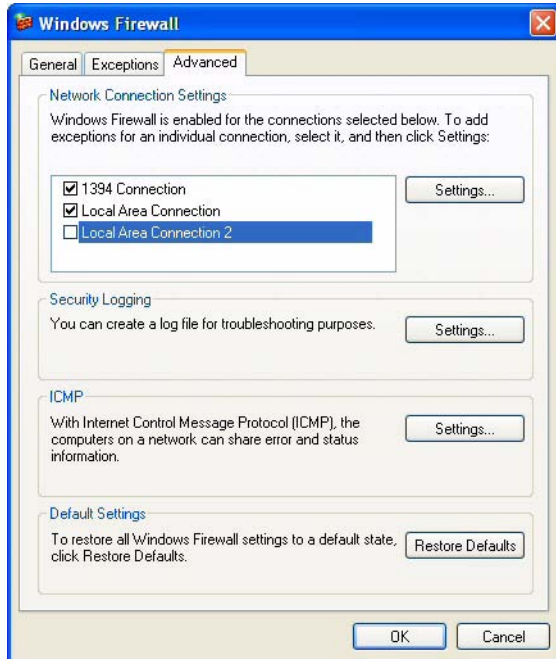 Windows Firewall
General Exceptions Advanced
Network Connection Settings
Windows Firewall is enabled for the connections selected below. To add
exceptions for an individual connection, select it, and then click Settings:
1394 Connection
Local Area Connection
Local Area Connection 2
Settings...
Security Logging
You can create a log file for troubleshooting purposes.
Settings...
ICMP
With Internet Control Message Protocol (ICMP), the
computers on a network can share error and status
information.
Settings...
Default Settings
To restore all Windows Firewall settings to a default state,
click Restore Defaults.
Restore Defaults
OK Cancel